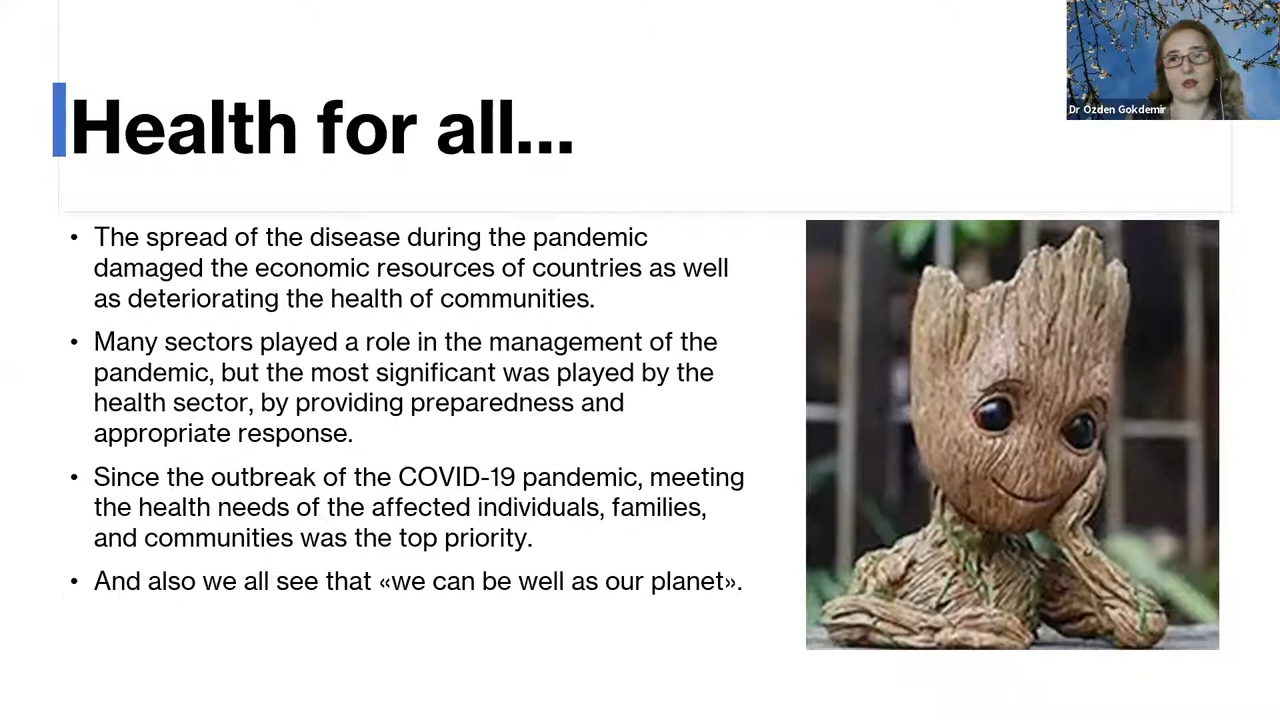 Health for all...
Dr Özden Gokdemir
• The spread of the disease during the pandemic
damaged the economic resources of countries as well
as deteriorating the health of communities.
• Many sectors played a role in the management of the
pandemic, but the most significant was played by the
health sector, by providing preparedness and
appropriate response.
• Since the outbreak of the COVID-19 pandemic, meeting
the health needs of the affected individuals, families,
and communities was the top priority.
• And also we all see that «we can be well as our planet».